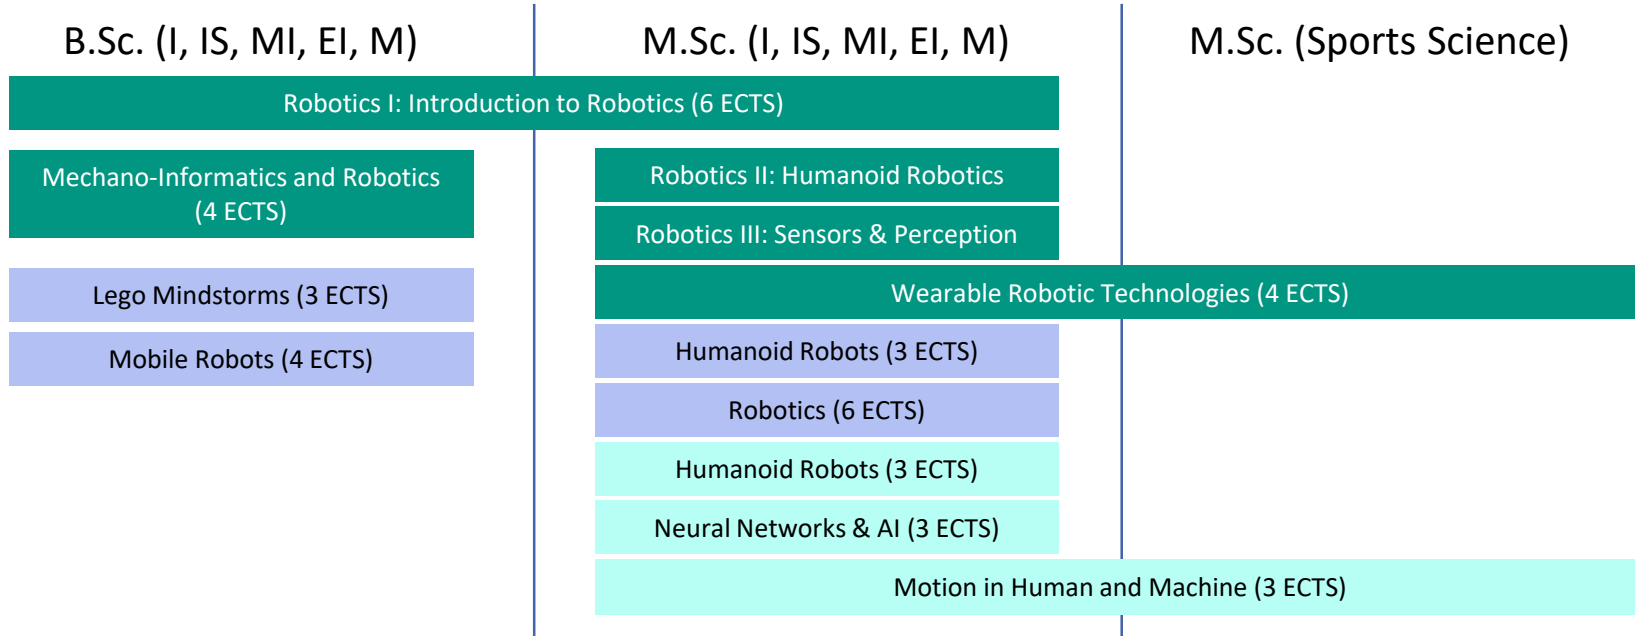 B.Sc. (I, IS, MI, EI, M)
M.Sc. (I, IS, MI, EI, M)
M.Sc. (Sports Science)
Robotics I: Introduction to Robotics (6 ECTS)
Mechano-Informatics and Robotics
(4 ECTS)
Robotics II: Humanoid Robotics
Robotics III: Sensors & Perception
Lego Mindstorms (3 ECTS)
Wearable Robotic Technologies (4 ECTS)
Mobile Robots (4 ECTS)
Humanoid Robots (3 ECTS)
Robotics (6 ECTS)
Humanoid Robots (3 ECTS)
Neural Networks & AI (3 ECTS)
Motion in Human and Machine (3 ECTS)